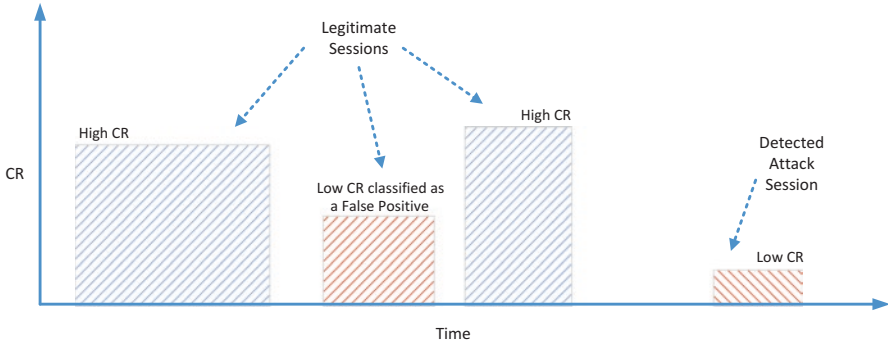 Legitimate
Sessions
High CR
High CR
Detected
Attack
Session
CR
Low CR classified as
a False Positive
Low CR
Time